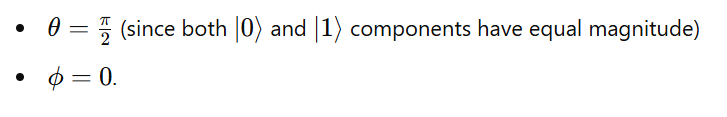 • θ = π/2 (since both |0⟩ and |1⟩ components have equal magnitude)
• ϕ = 0.